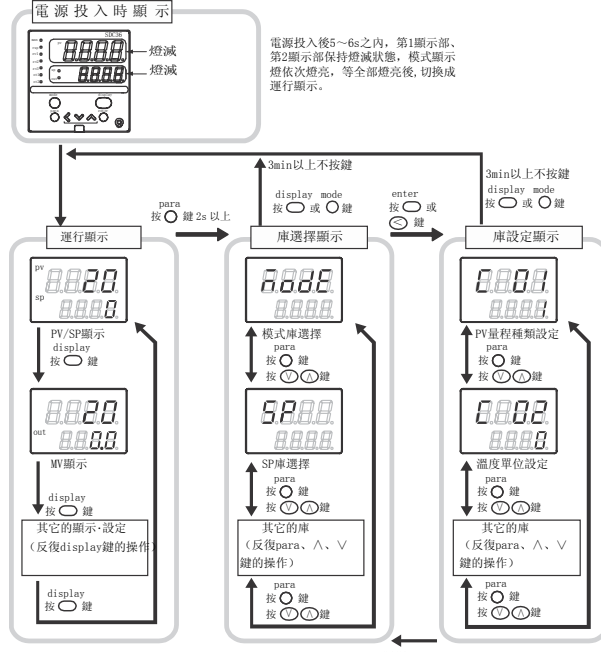 電源投入時顯示
SDC36
燈滅
燈滅
電源投入後5～6s之內，第1顯示部、
第2顯示部保持燈滅狀態，模式顯示
燈依次燈亮，等全部燈亮後,切換成
運行顯示。
3min以上不按鍵
display mode
按 或 鍵
3min以上不按鍵
display mode
按 或 鍵
para
按 鍵 2s 以上
enter
按 或
< 鍵
運行顯示
庫選擇顯示
庫設定顯示
pv
20
sp
0
PV/SP顯示
display
按 鍵
out
20
0.0
MV顯示
display
按 鍵
其它的顯示·設定
（反復display鍵的操作）
display
按 鍵
modE
模式庫選擇
para
按 鍵
按 ∨ ∧ 鍵
SP
SP庫選擇
para
按 鍵
按 ∨ ∧ 鍵
其它的庫
（反復para、∧、∨
鍵的操作）
para
按 鍵
按 ∨ ∧ 鍵
C 01
1
PV量程種類設定
para
按 鍵
按 ∨ ∧ 鍵
C 02
0
溫度單位設定
para
按 鍵
按 ∨ ∧ 鍵
其它的庫
（反復para、∧、∨
鍵的操作）
para
按 鍵
按 ∨ ∧ 鍵